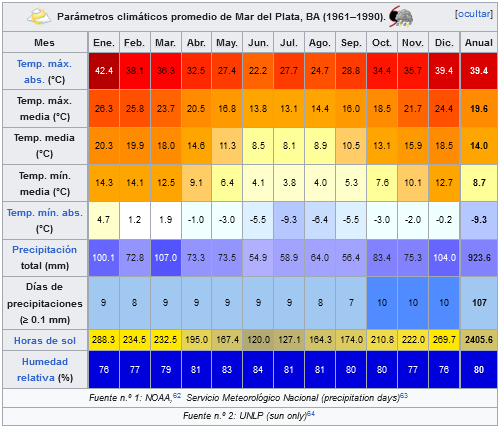 Parámetros climáticos promedio de Mar del Plata, BA (1961–1990). [ocultar]
Mes Ene. Feb. Mar. Abr. May. Jun. Jul. Ago. Sep. Oct. Nov. Dic. Anual
Temp. máx. abs. (°C) 42.4 38.1 36.3 32.5 27.4 22.2 27.7 24.7 28.8 34.4 35.7 39.4 39.4
Temp. máx. media (°C) 26.3 25.8 23.7 20.5 16.8 13.8 13.1 14.4 16.0 18.5 21.7 24.4 19.6
Temp. media (°C) 20.3 19.9 18.0 14.6 11.3 8.5 8.1 8.9 10.5 13.1 15.9 18.5 14.0
Temp. mín. media (°C) 14.3 14.1 12.5 9.1 6.4 4.1 3.8 4.0 5.3 7.6 10.1 12.7 8.7
Temp. mín. abs. (°C) 4.7 1.2 1.9 -1.0 -3.0 -5.5 -9.3 -6.4 -5.5 -3.0 -2.0 -0.2 -9.3
Precipitación total (mm) 100.1 72.8 107.0 73.3 73.5 54.9 58.9 64.0 56.4 83.4 75.3 104.0 923.6
Días de precipitaciones (≥ 0.1 mm) 9 8 9 9 9 9 9 8 7 10 10 10 107
Horas de sol 288.3 234.5 232.5 195.0 167.4 120.0 127.1 164.3 174.0 210.8 222.0 269.7 2405.6
Humedad relativa (%) 76 77 79 81 83 84 81 81 80 80 77 76 80
Fuente n.º 1: NOAA,62 Servicio Meteorológico Nacional (precipitation days)63
Fuente n.º 2: UNLP (sun only)64